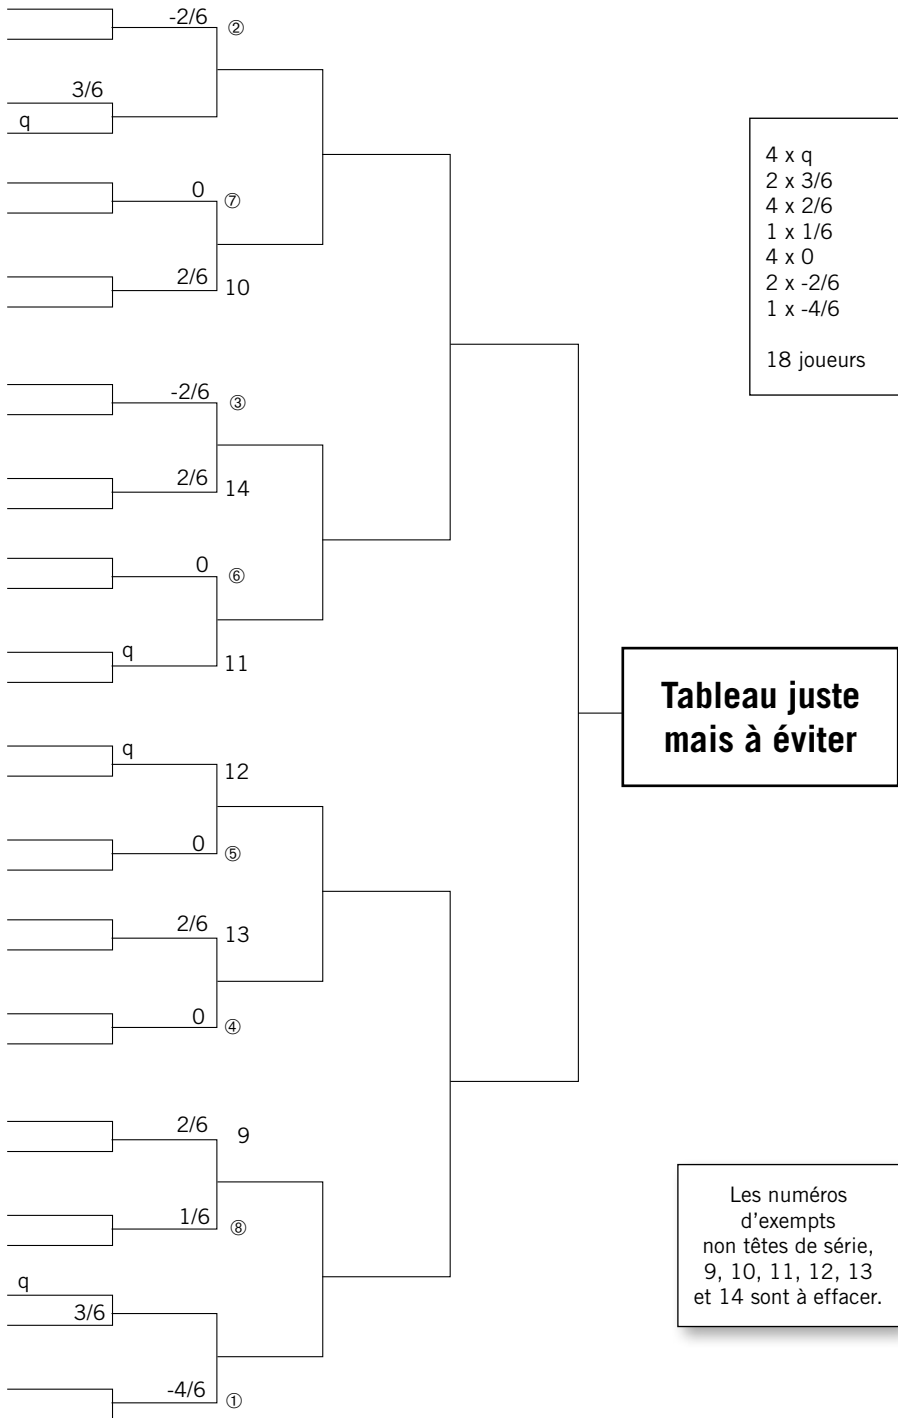 -2/6 ②
3/6
q
0 ⑦
2/6 10
-2/6 ③
2/6 14
0 ⑥
q 11
q 12
0 ⑤
2/6 13
0 ④
2/6 9
1/6 ⑧
q
3/6
-4/6 ①
4 x q
2 x 3/6
4 x 2/6
1 x 1/6
4 x 0
2 x -2/6
1 x -4/6
18 joueurs
Tableau juste
mais à éviter
Les numéros
d'exempts
non têtes de série,
9, 10, 11, 12, 13
et 14 sont à effacer.